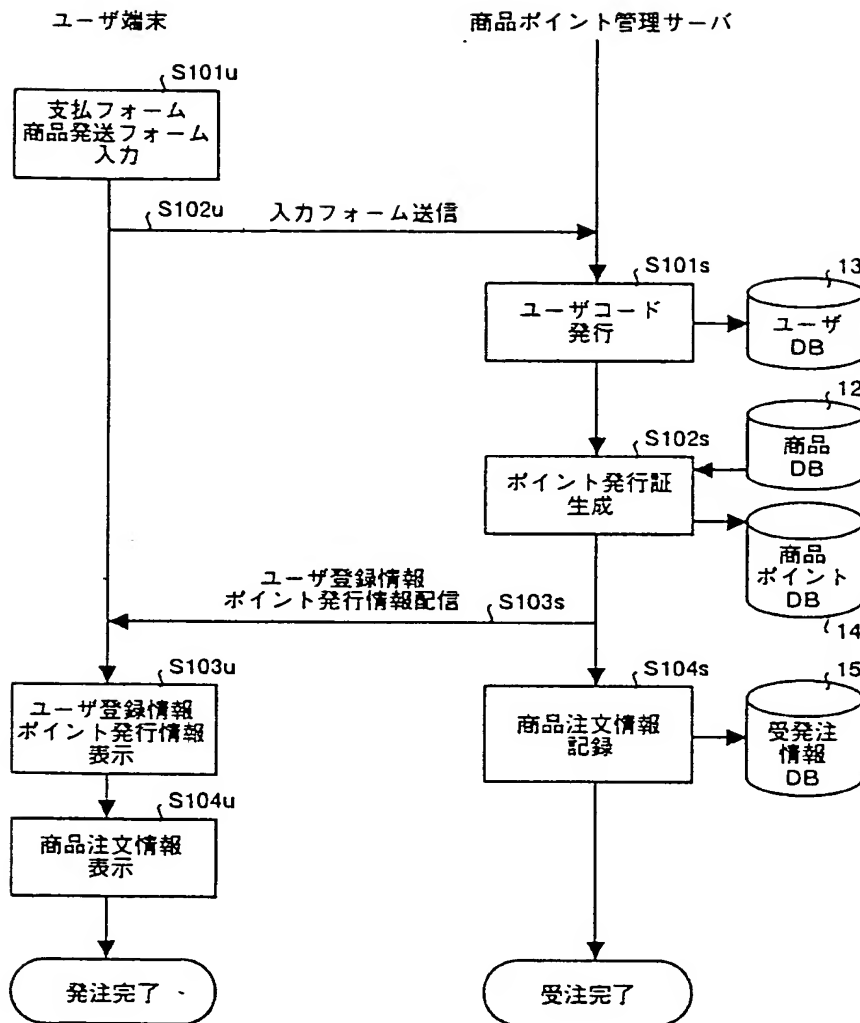 ユーザ端末
商品ポイント管理サーバ
S101u
支払フォーム
商品発送フォーム
入力
S102u
入力フォーム送信
S101s
ユーザコード
発行
13
ユーザ
DB
12
商品
DB
S102s
ポイント発行証
生成
商品
ポイント
DB
14
ユーザ登録情報
ポイント発行情報配信
S103s
S103u
ユーザ登録情報
ポイント発行情報
表示
S104s
商品注文情報
記録
15
受発注
情報
DB
S104u
商品注文情報
表示
発注完了
受注完了